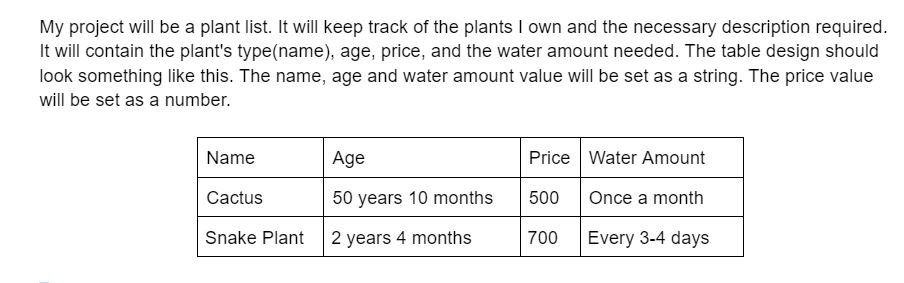 My project will be a plant list. It will keep track of the plants I own and the necessary description required.
It will contain the plant's type(name), age, price, and the water amount needed. The table design should
look something like this. The name, age and water amount value will be set as a string. The price value
will be set as a number.
Name Age Price Water Amount
Cactus 50 years 10 months 500 Once a month
Snake Plant 2 years 4 months 700 Every 3-4 days